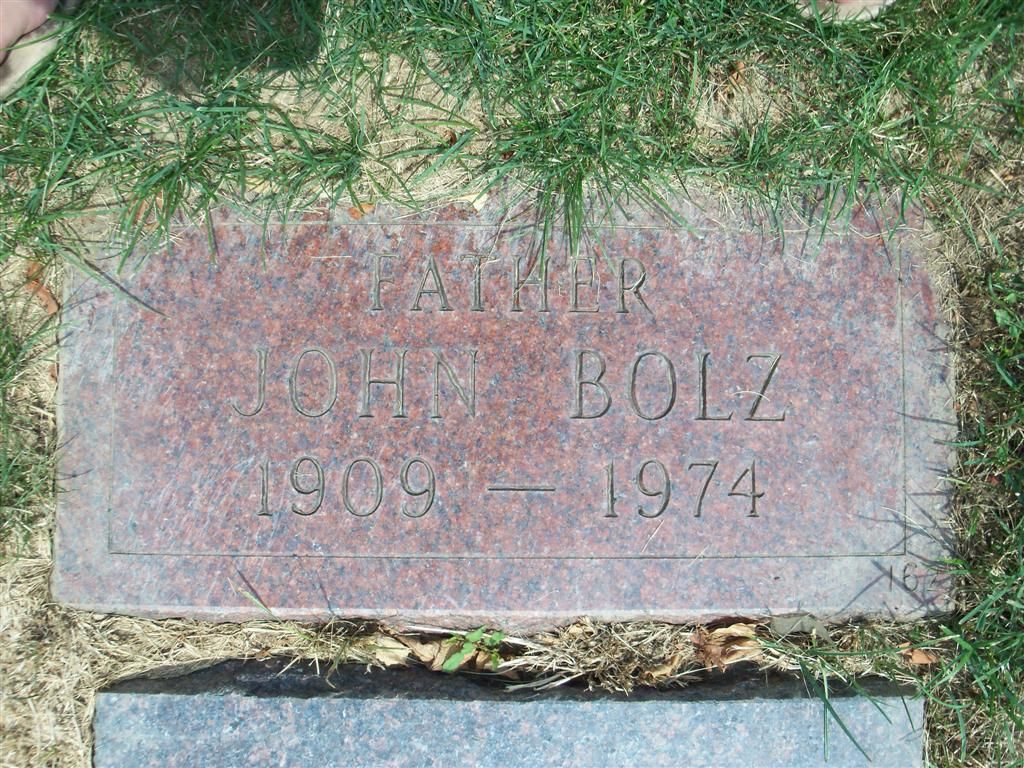 FATHER
JOHN BOLZ
1909 — 1974